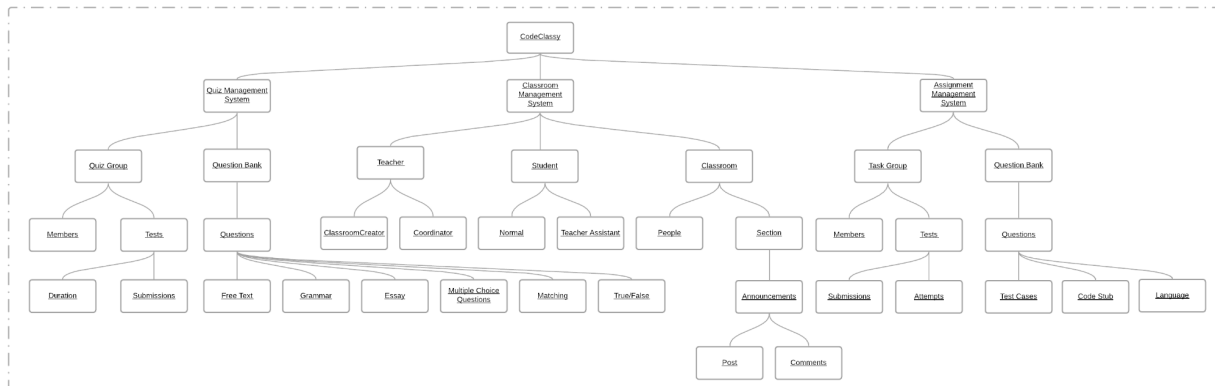 CodeClassy
Quiz Management
System
Classroom
Management
System
Assignment
Management
System
Quiz Group
Question Bank
Teacher
Student
Classroom
Task Group
Question Bank
Members
Tests
Questions
ClassroomCreator
Coordinator
Normal
Teacher Assistant
People
Section
Members
Tests
Questions
Duration
Submissions
Free Text
Grammar
Essay
Multiple Choice
Questions
Matching
True/False
Announcements
Submissions
Attempts
Test Cases
Code Stub
Language
Post
Comments